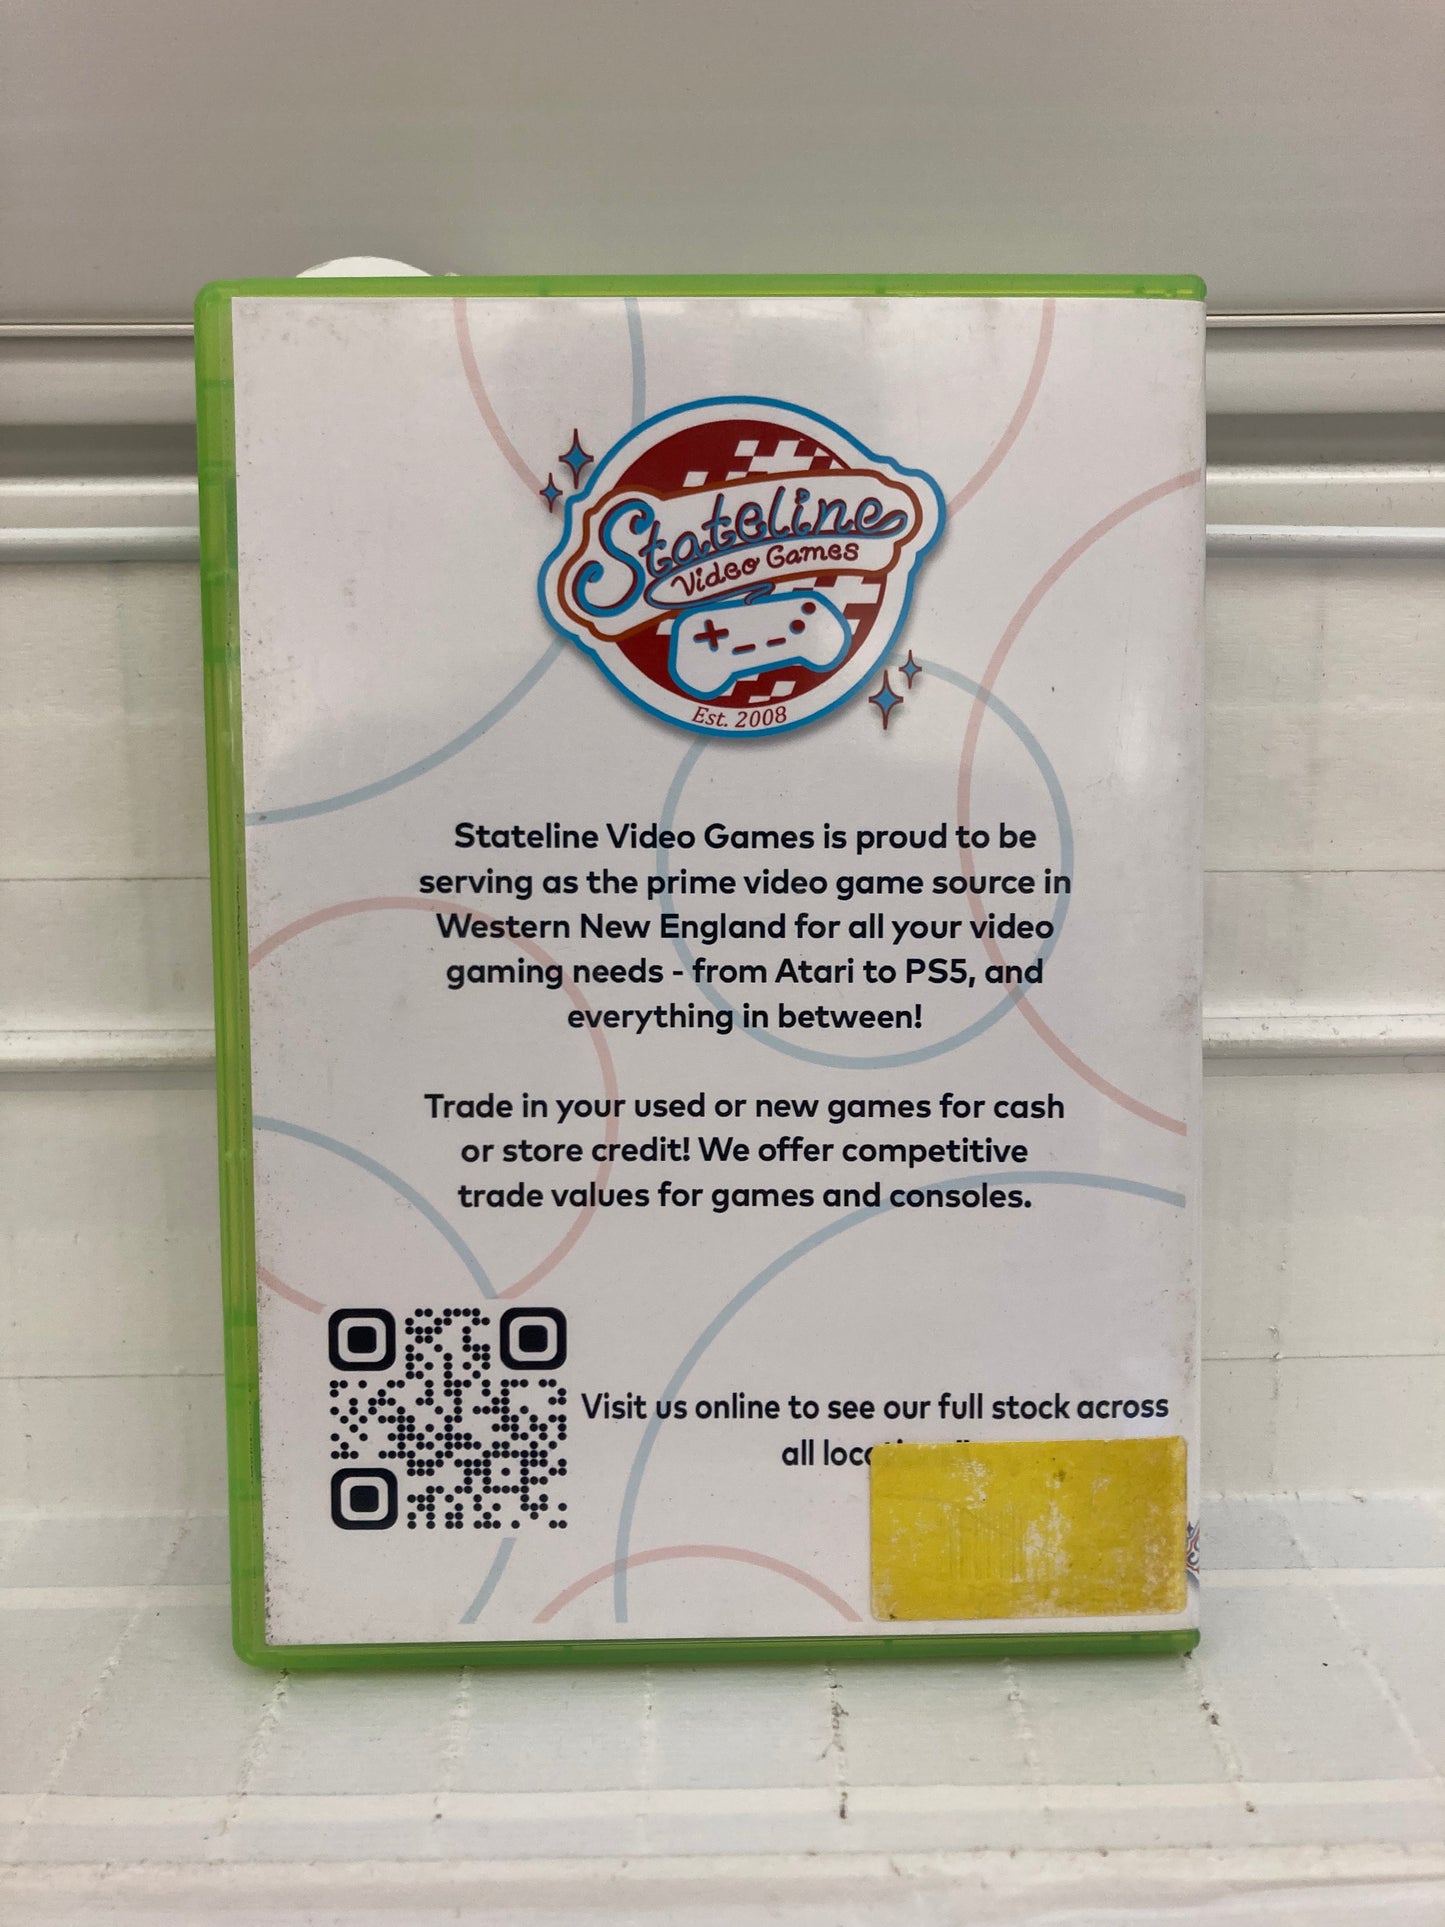 Stateline
Video Games
Est. 2008
Stateline Video Games is proud to be
serving as the prime video game source in
Western New England for all your video
gaming needs - from Atari to PS5, and
everything in between!
Trade in your used or new games for cash
or store credit! We offer competitive
trade values for games and consoles.
Visit us online to see our full stock across
all